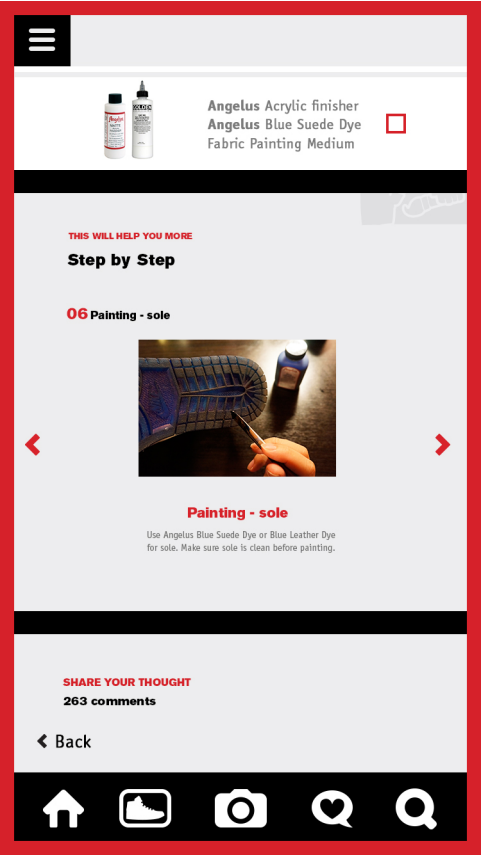 Angelus
GOLDEN
Angelus Acrylic finisher
Angelus Blue Suede Dye
Fabric Painting Medium
THIS WILL HELP YOU MORE
Step by Step
06 Painting - sole
Painting - sole
Use Angelus Blue Suede Dye or Blue Leather Dye
for sole. Make sure sole is clean before painting.
SHARE YOUR THOUGHT
263 comments
Back